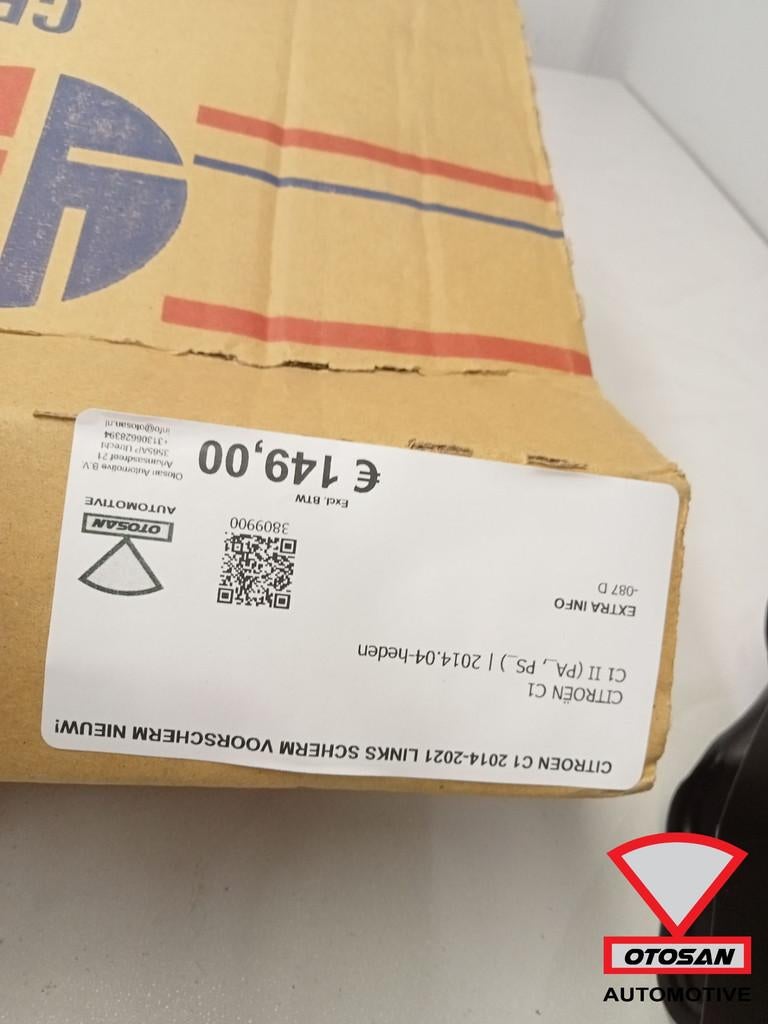 CITROEN C1 2014-2021 LINKS SCHERM VOORSCHERM NIEUW!
CITROËN C1
C1 II (PA_, PS_) | 2014.04-heden
EXTRA INFO
-087 D
OTOSAN
AUTOMOTIVE
3809900
Excl. BTW
€ 149,00
Otosan Automotive B.V.
Arkansasdreef 21
3565AP Utrecht
+31306628394
info@otosan.nl
OTOSAN
AUTOMOTIVE